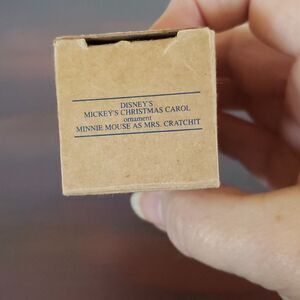 DISNEY'S
MICKEY'S CHRISTMAS CAROL
ornament
MINNIE MOUSE AS MRS. CRATCHIT